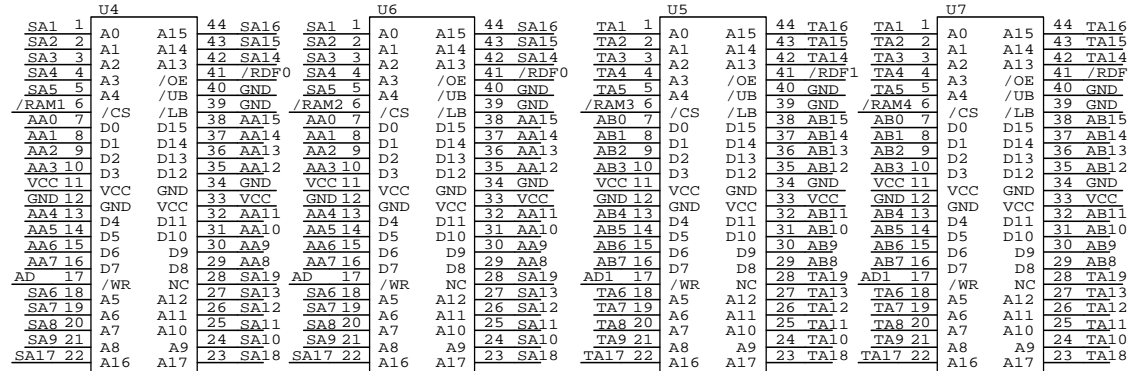 U4 U6 U5 U7
SA1 1 A0 A15 44 SA16 SA1 1 A0 A15 44 SA16 TA1 1 A0 A15 44 TA16 TA1 1 A0 A15 44 TA16
SA2 2 A1 A14 43 SA15 SA2 2 A1 A14 43 SA15 TA2 2 A1 A14 43 TA15 TA2 2 A1 A14 43 TA15
SA3 3 A2 A13 42 SA14 SA3 3 A2 A13 42 SA14 TA3 3 A2 A13 42 TA14 TA3 3 A2 A13 42 TA14
SA4 4 A3 /OE 41 /RDF0 SA4 4 A3 /OE 41 /RDF0 TA4 4 A3 /OE 41 /RDF1 TA4 4 A3 /OE 41 /RDF
SA5 5 A4 /UB 40 GND SA5 5 A4 /UB 40 GND TA5 5 A4 /UB 40 GND TA5 5 A4 /UB 40 GND
/RAM1 6 /CS /LB 39 GND /RAM2 6 /CS /LB 39 GND /RAM3 6 /CS /LB 39 GND /RAM4 6 /CS /LB 39 GND
AA0 7 D0 D15 38 AA15 AA0 7 D0 D15 38 AA15 AB0 7 D0 D15 38 AB15 AB0 7 D0 D15 38 AB15
AA1 8 D1 D14 37 AA14 AA1 8 D1 D14 37 AA14 AB1 8 D1 D14 37 AB14 AB1 8 D1 D14 37 AB14
AA2 9 D2 D13 36 AA13 AA2 9 D2 D13 36 AA13 AB2 9 D2 D13 36 AB13 AB2 9 D2 D13 36 AB13
AA3 10 D3 D12 35 AA12 AA3 10 D3 D12 35 AA12 AB3 10 D3 D12 35 AB12 AB3 10 D3 D12 35 AB12
VCC 11 VCC GND 34 GND VCC 11 VCC GND 34 GND VCC 11 VCC GND 34 GND VCC 11 VCC GND 34 GND
GND 12 GND VCC 33 VCC GND 12 GND VCC 33 VCC GND 12 GND VCC 33 VCC GND 12 GND VCC 33 VCC
AA4 13 D4 D11 32 AA11 AA4 13 D4 D11 32 AA11 AB4 13 D4 D11 32 AB11 AB4 13 D4 D11 32 AB11
AA5 14 D5 D10 31 AA10 AA5 14 D5 D10 31 AA10 AB5 14 D5 D10 31 AB10 AB5 14 D5 D10 31 AB10
AA6 15 D6 D9 30 AA9 AA6 15 D6 D9 30 AA9 AB6 15 D6 D9 30 AB9 AB6 15 D6 D9 30 AB9
AA7 16 D7 D8 29 AA8 AA7 16 D7 D8 29 AA8 AB7 16 D7 D8 29 AB8 AB7 16 D7 D8 29 AB8
AD 17 /WR NC 28 SA19 AD 17 /WR NC 28 SA19 AD1 17 /WR NC 28 TA19 AD1 17 /WR NC 28 TA19
SA6 18 A5 A12 27 SA13 SA6 18 A5 A12 27 SA13 TA6 18 A5 A12 27 TA13 TA6 18 A5 A12 27 TA13
SA7 19 A6 A11 26 SA12 SA7 19 A6 A11 26 SA12 TA7 19 A6 A11 26 TA12 TA7 19 A6 A11 26 TA12
SA8 20 A7 A10 25 SA11 SA8 20 A7 A10 25 SA11 TA8 20 A7 A10 25 TA11 TA8 20 A7 A10 25 TA11
SA9 21 A8 A9 24 SA10 SA9 21 A8 A9 24 SA10 TA9 21 A8 A9 24 TA10 TA9 21 A8 A9 24 TA10
SA17 22 A16 A17 23 SA18 SA17 22 A16 A17 23 SA18 TA17 22 A16 A17 23 TA18 TA17 22 A16 A17 23 TA18